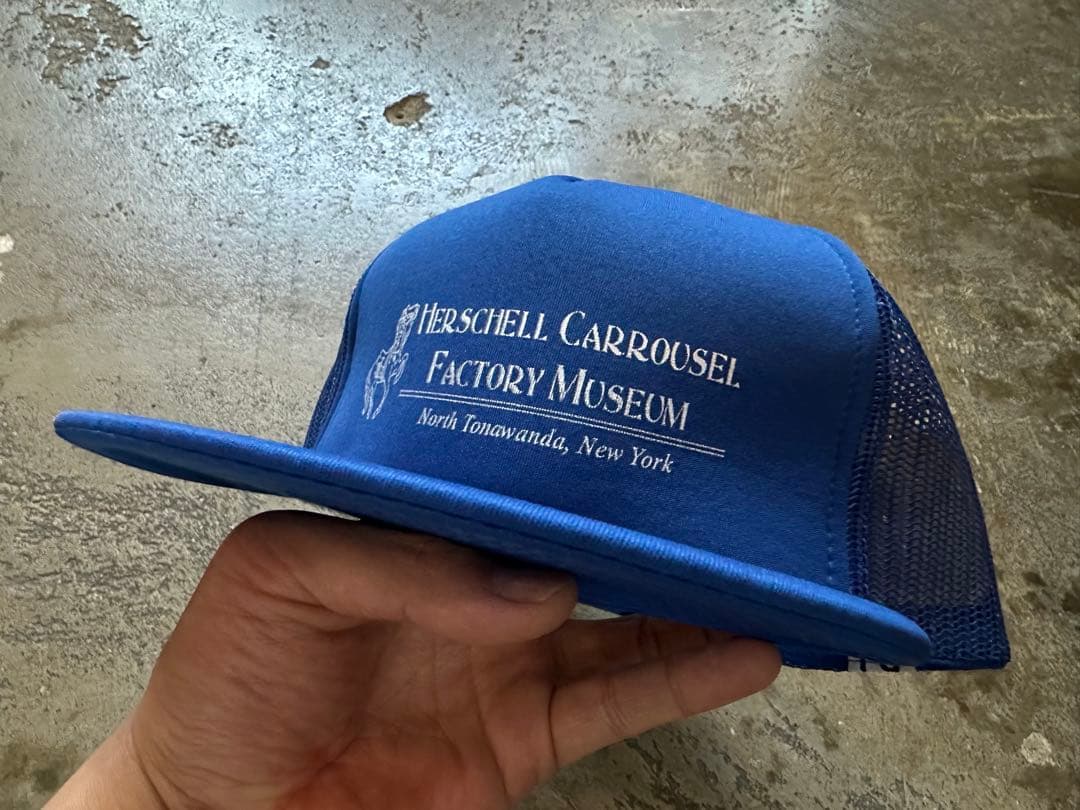 Herschell Carrousel
Factory Museum
North Tonawanda, New York